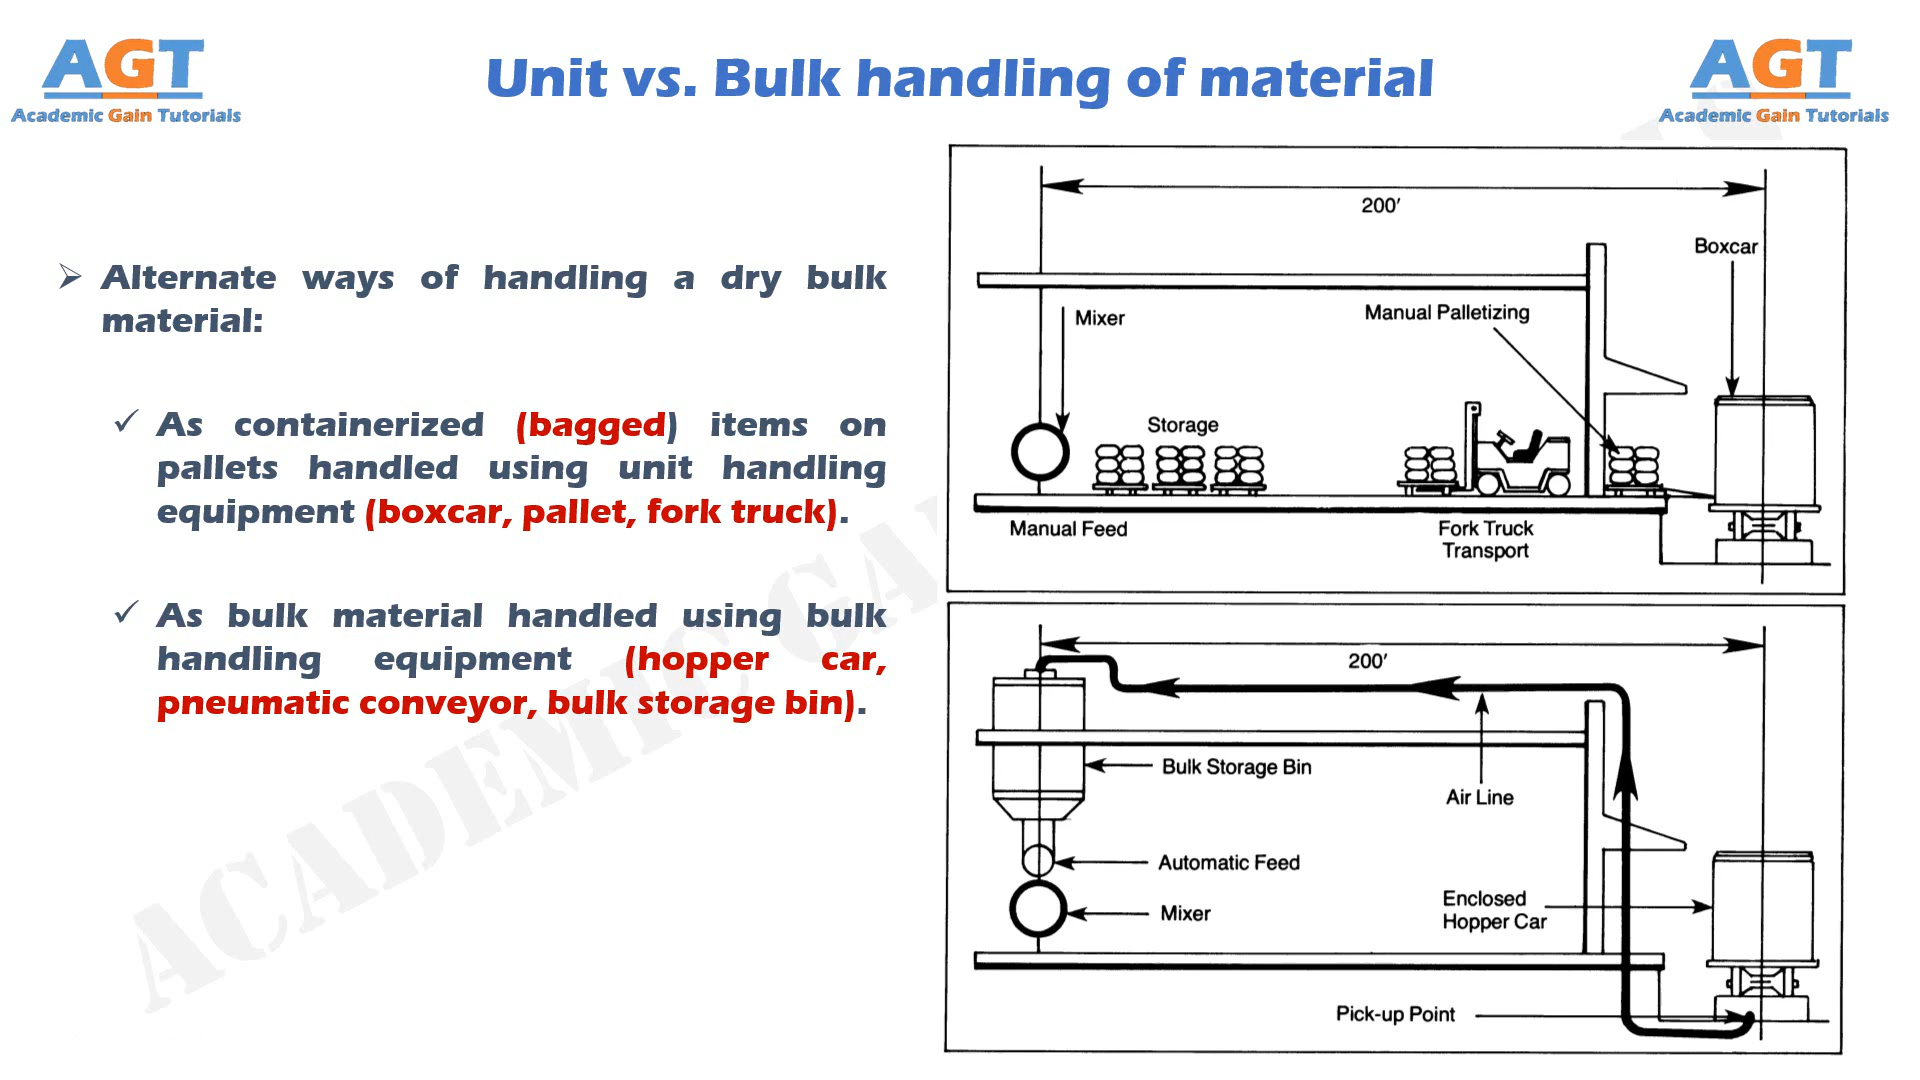 AGT
Academic Gain Tutorials
Unit vs. Bulk handling of material
AGT
Academic Gain Tutorials
Alternate ways of handling a dry bulk
material:
As containerized (bagged) items on
pallets handled using unit handling
equipment (boxcar, pallet, fork truck).
As bulk material handled using bulk
handling equipment (hopper car,
pneumatic conveyor, bulk storage bin).
200'
Boxcar
Mixer
Manual Palletizing
Storage
Manual Feed
Fork Truck
Transport
200'
Bulk Storage Bin
Air Line
Automatic Feed
Enclosed
Hopper Car
Mixer
Pick-up Point
ACADEMIC GA